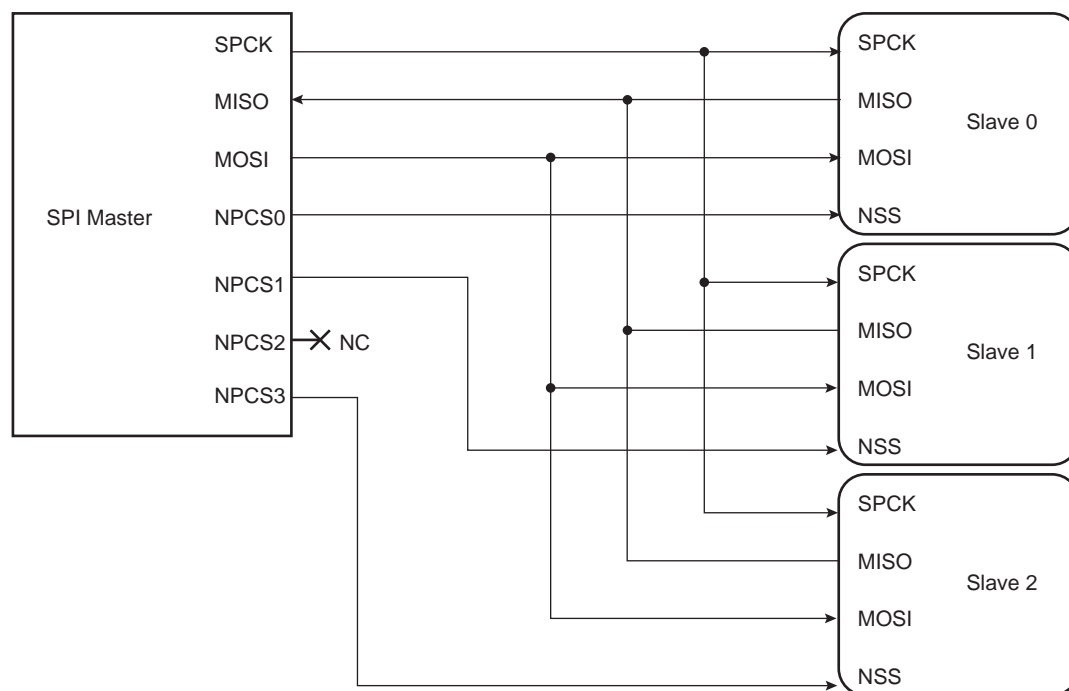 SPI Master
SPCK
MISO
MOSI
NPCS0
NPCS1
NPCS2
NC
NPCS3
SPCK
MISO
Slave 0
MOSI
NSS
SPCK
MISO
Slave 1
MOSI
NSS
SPCK
MISO
Slave 2
MOSI
NSS